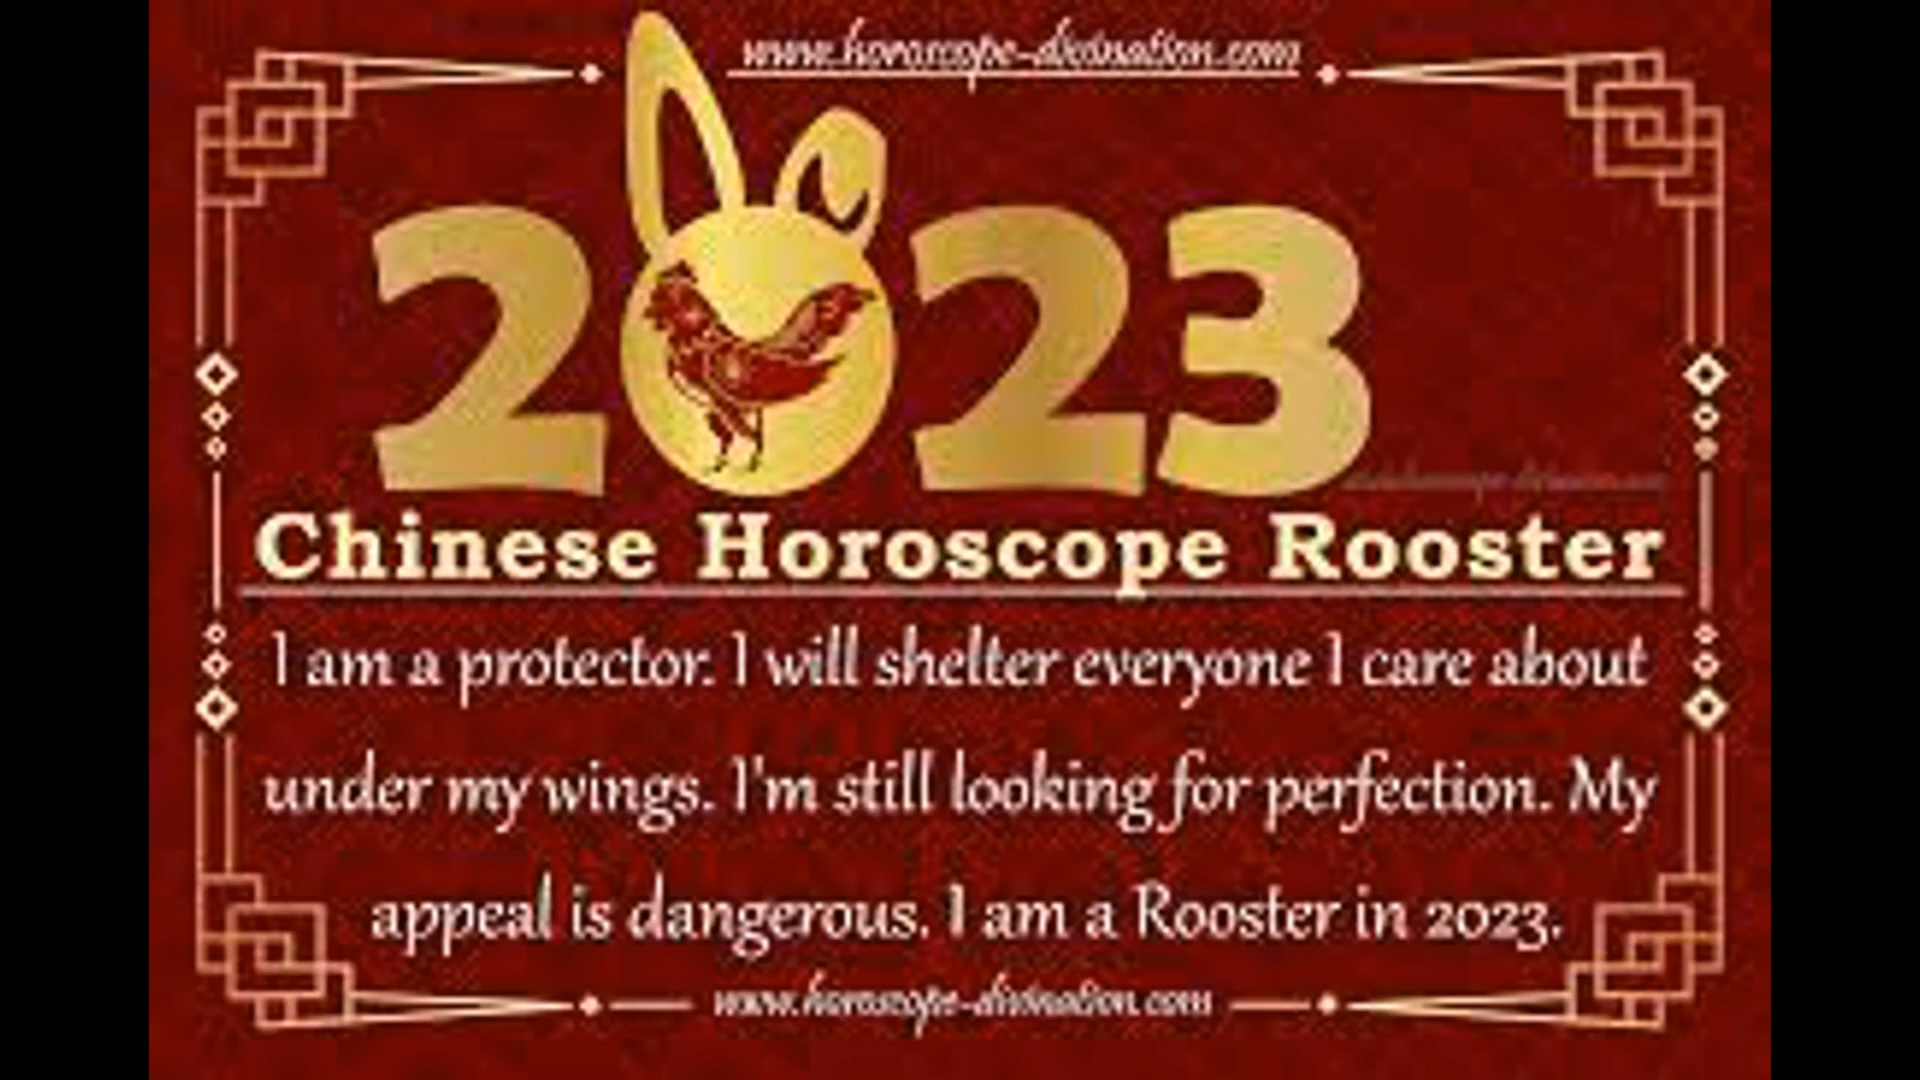 www.horoscope-divination.com
2023
Chinese Horoscope Rooster
I am a protector. I will shelter everyone I care about
under my wings. I'm still looking for perfection. My
appeal is dangerous. I am a Rooster in 2023.
www.horoscope-divination.com